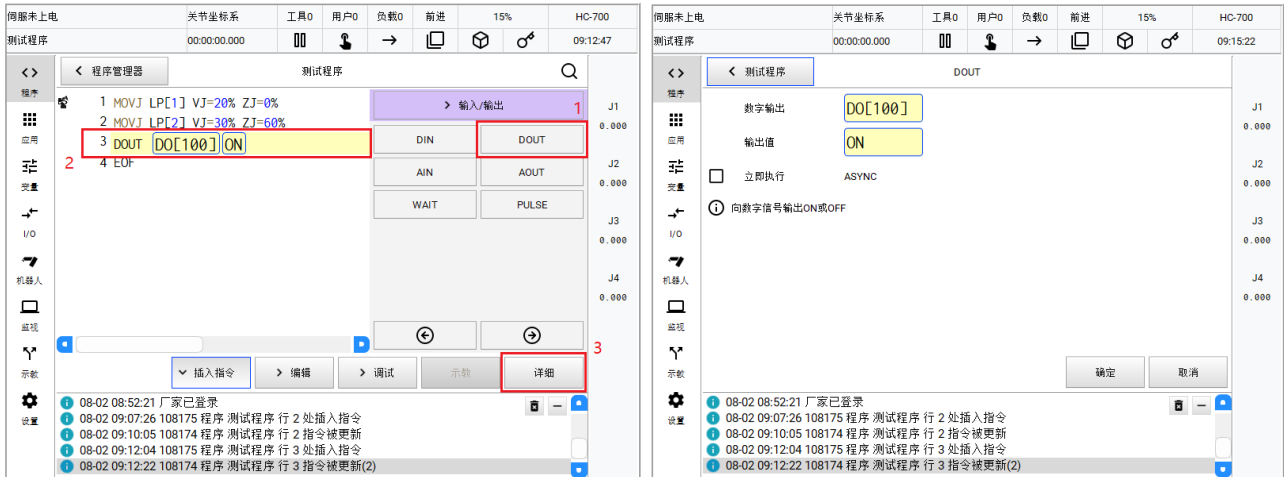 伺服未上电 关节坐标系 工具0 用户0 负载0 前进 15% HC-700
测试程序 00:00:00.000 09:12:47
程序
应用
变量
I/O
机器人
监视
示教
设置
程序管理器 测试程序
1 MOVJ LP[1] VJ=20% ZJ=0%
2 MOVJ LP[2] VJ=30% ZJ=60%
3 DOUT DO[100] ON
4 EOF
2
输入/输出 1
DIN DOUT
AIN AOUT
WAIT PULSE
3
插入指令 编辑 调试 示教 详细
J1
0.000
J2
0.000
J3
0.000
J4
0.000
08-02 08:52:21 厂家已登录
08-02 09:07:26 108175 程序 测试程序 行 2 处插入指令
08-02 09:10:05 108174 程序 测试程序 行 2 指令被更新
08-02 09:12:04 108175 程序 测试程序 行 3 处插入指令
08-02 09:12:22 108174 程序 测试程序 行 3 指令被更新(2)
伺服未上电 关节坐标系 工具0 用户0 负载0 前进 15% HC-700
测试程序 00:00:00.000 09:15:22
程序
应用
变量
I/O
机器人
监视
示教
设置
测试程序 DOUT
数字输出 DO[100]
输出值 ON
立即执行 ASYNC
向数字信号输出ON或OFF
确定 取消
J1
0.000
J2
0.000
J3
0.000
J4
0.000
08-02 08:52:21 厂家已登录
08-02 09:07:26 108175 程序 测试程序 行 2 处插入指令
08-02 09:10:05 108174 程序 测试程序 行 2 指令被更新
08-02 09:12:04 108175 程序 测试程序 行 3 处插入指令
08-02 09:12:22 108174 程序 测试程序 行 3 指令被更新(2)